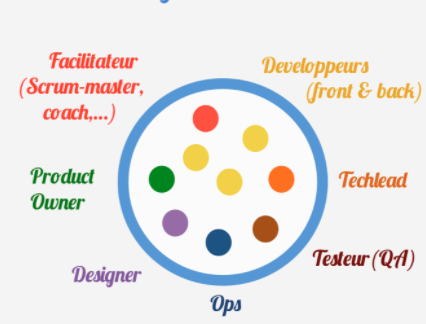 Facilitateur
(Scrum-master,
coach,...)
Developpeurs
(front & back)
Product
Owner
Techlead
Designer
Testeur(QA)
Ops